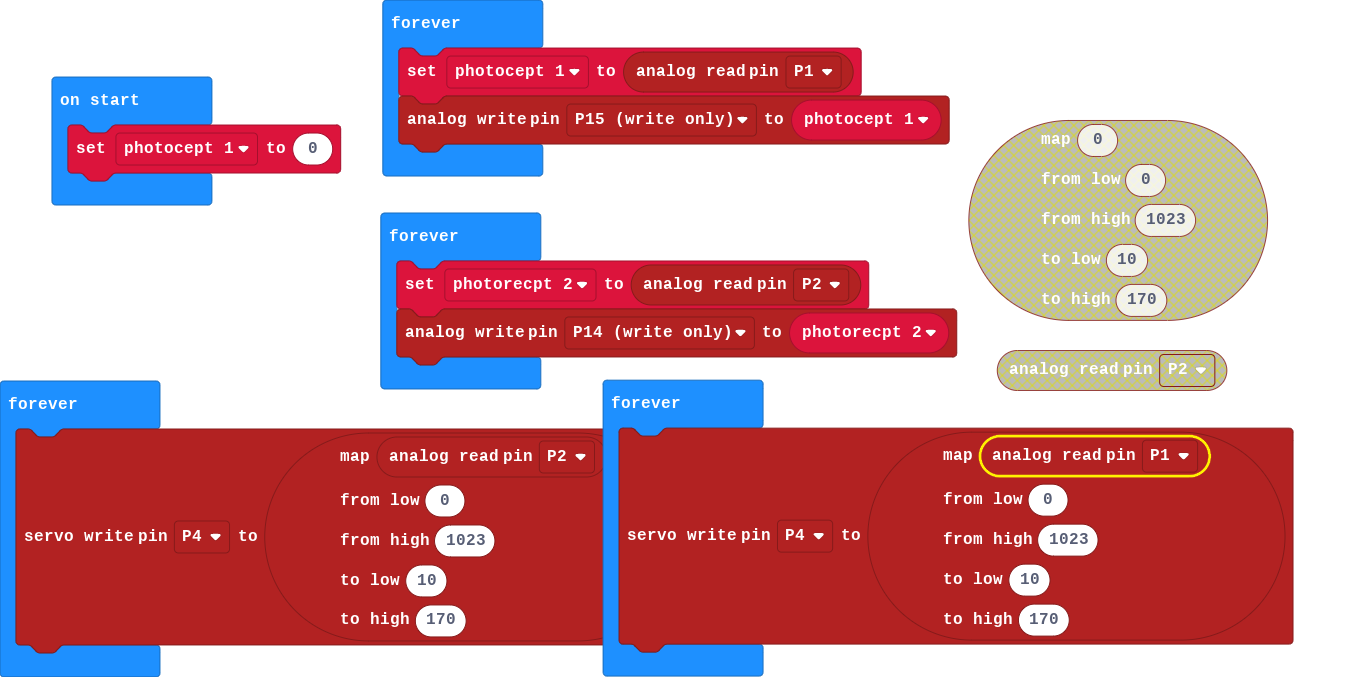 on start
set photocept 1 to 0
forever
set photocept 1 to analog read pin P1
analog write pin P15 (write only) to photocept 1
forever
set photorecpt 2 to analog read pin P2
analog write pin P14 (write only) to photorecpt 2
map 0
from low 0
from high 1023
to low 10
to high 170
analog read pin P2
forever
servo write pin P4 to
map analog read pin P2
from low 0
from high 1023
to low 10
to high 170
forever
servo write pin P4 to
map analog read pin P1
from low 0
from high 1023
to low 10
to high 170